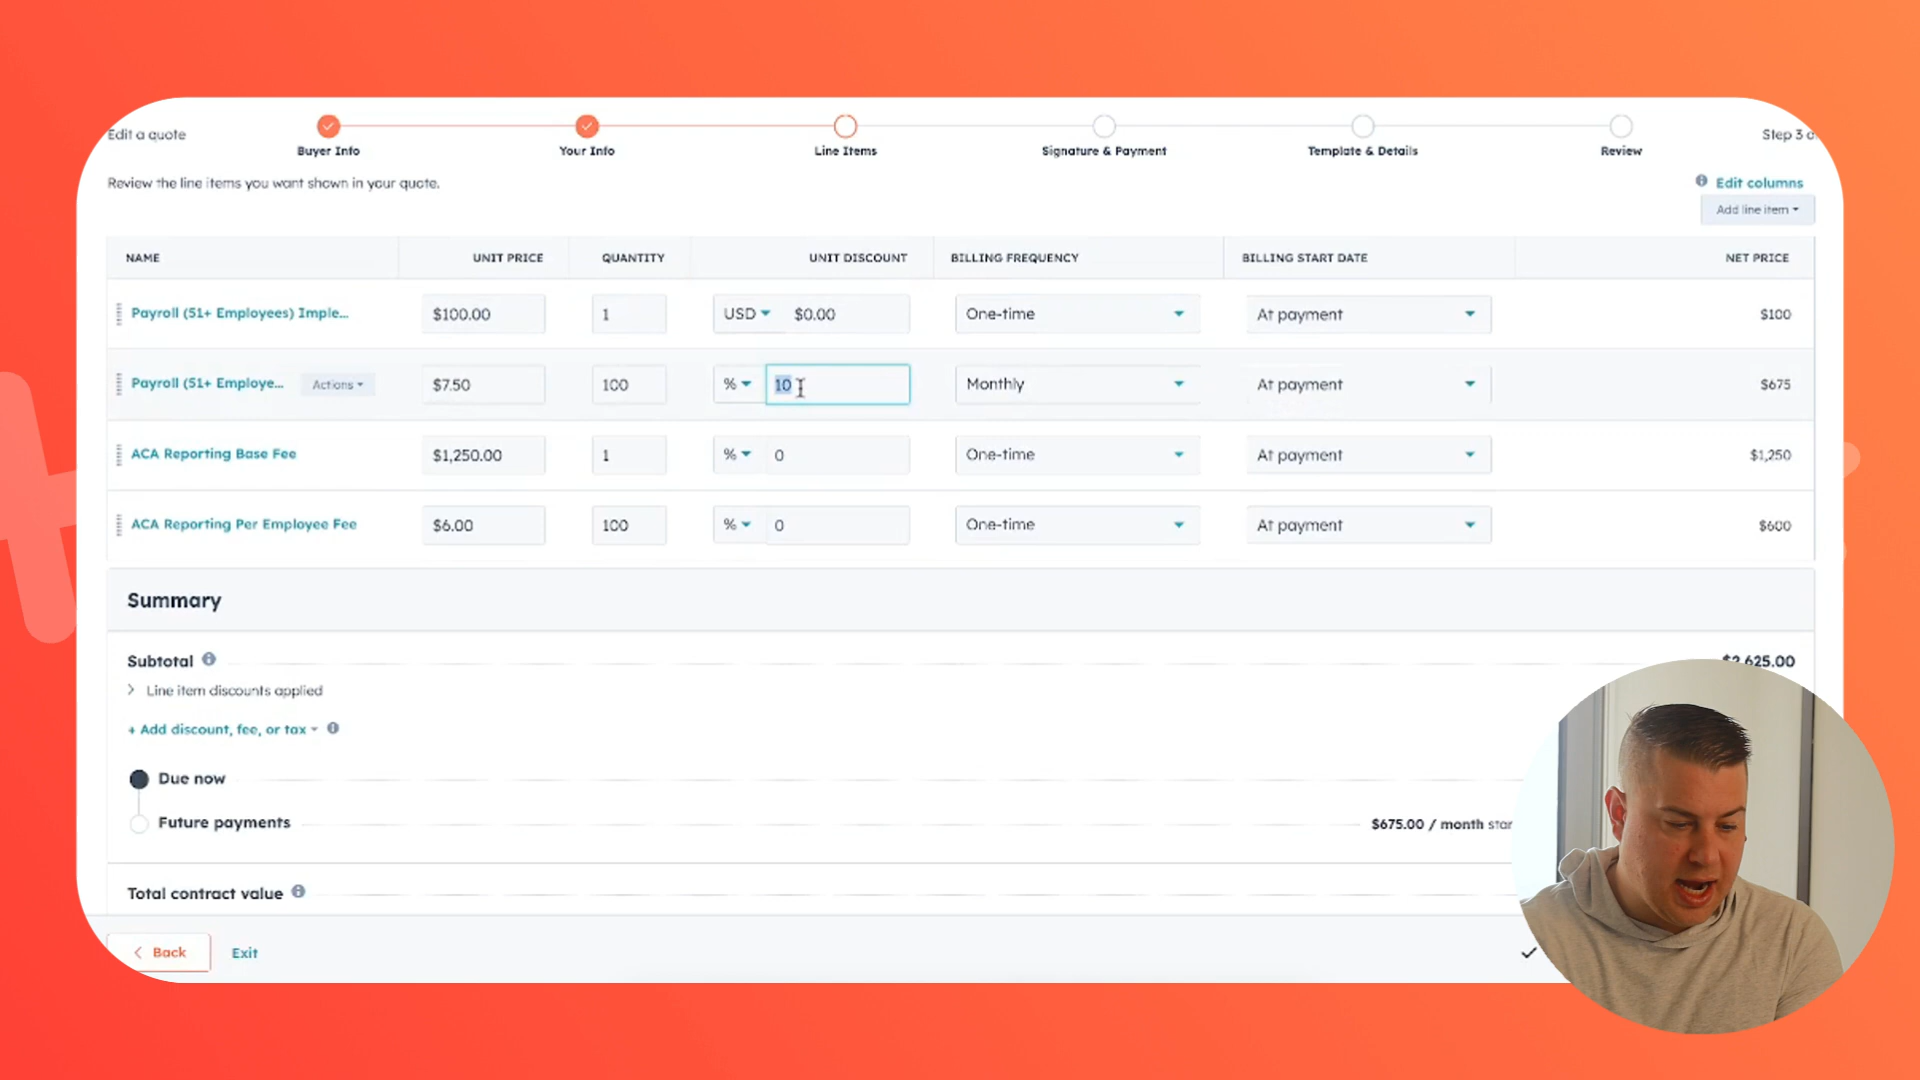 Edit a quote
Buyer Info
Your Info
Line Items
Signature & Payment
Template & Details
Review
Step 3
Review the line items you want shown in your quote.
Edit columns
Add line item
NAME UNIT PRICE QUANTITY UNIT DISCOUNT BILLING FREQUENCY BILLING START DATE NET PRICE
Payroll (51+ Employees) Imple... $100.00 1 USD $0.00 One-time At payment $100
Payroll (51+ Employe... Actions $7.50 100 % 10 Monthly At payment $675
ACA Reporting Base Fee $1,250.00 1 % 0 One-time At payment $1,250
ACA Reporting Per Employee Fee $6.00 100 % 0 One-time At payment $600
Summary
Subtotal $2,625.00
Line item discounts applied
+ Add discount, fee, or tax
Due now
Future payments $675.00 / month
Total contract value
Back
Exit